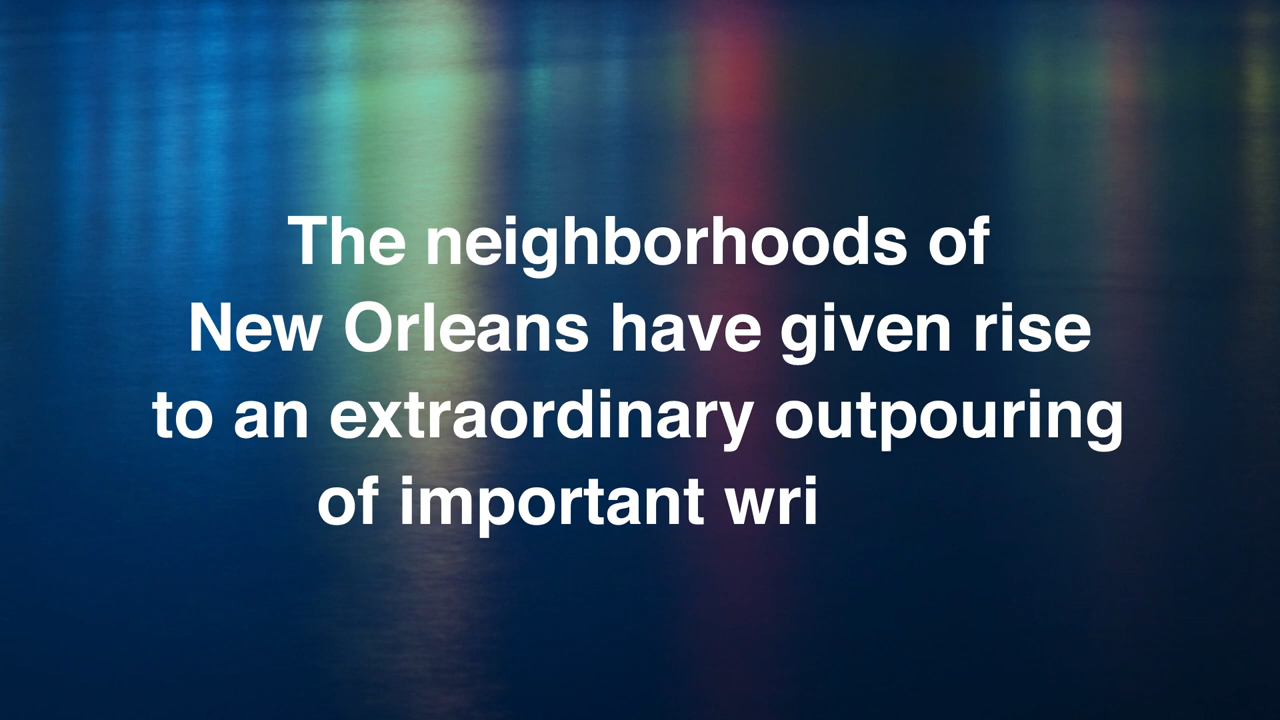 The neighborhoods of
New Orleans have given rise
to an extraordinary outpouring
of important wri